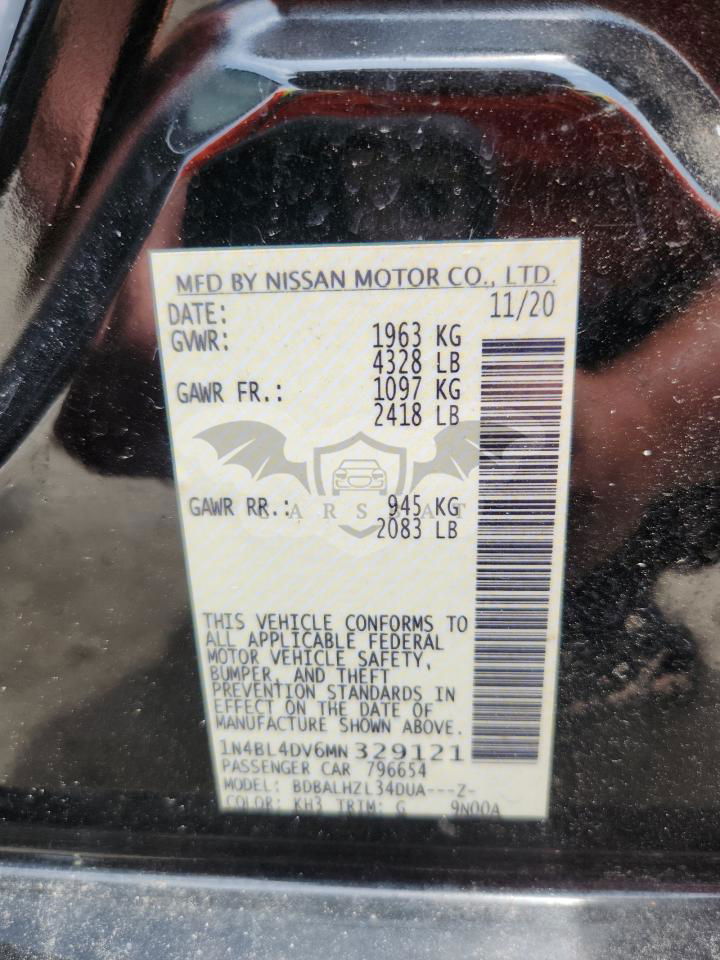 MFD BY NISSAN MOTOR CO., LTD.
DATE: 11/20
GVWR: 1963 KG
4328 LB
GAWR FR.: 1097 KG
2418 LB
GAWR RR.: 945 KG
CARSBAT
2083 LB
THIS VEHICLE CONFORMS TO
ALL APPLICABLE FEDERAL
MOTOR VEHICLE SAFETY,
BUMPER, AND THEFT
PREVENTION STANDARDS IN
EFFECT ON THE DATE OF
MANUFACTURE SHOWN ABOVE.
1N4BL4DV6MN329121
PASSENGER CAR 796654
MODEL: BDBALHZL34DUA---Z-
COLOR: KH3 TRIM: G 9N00A